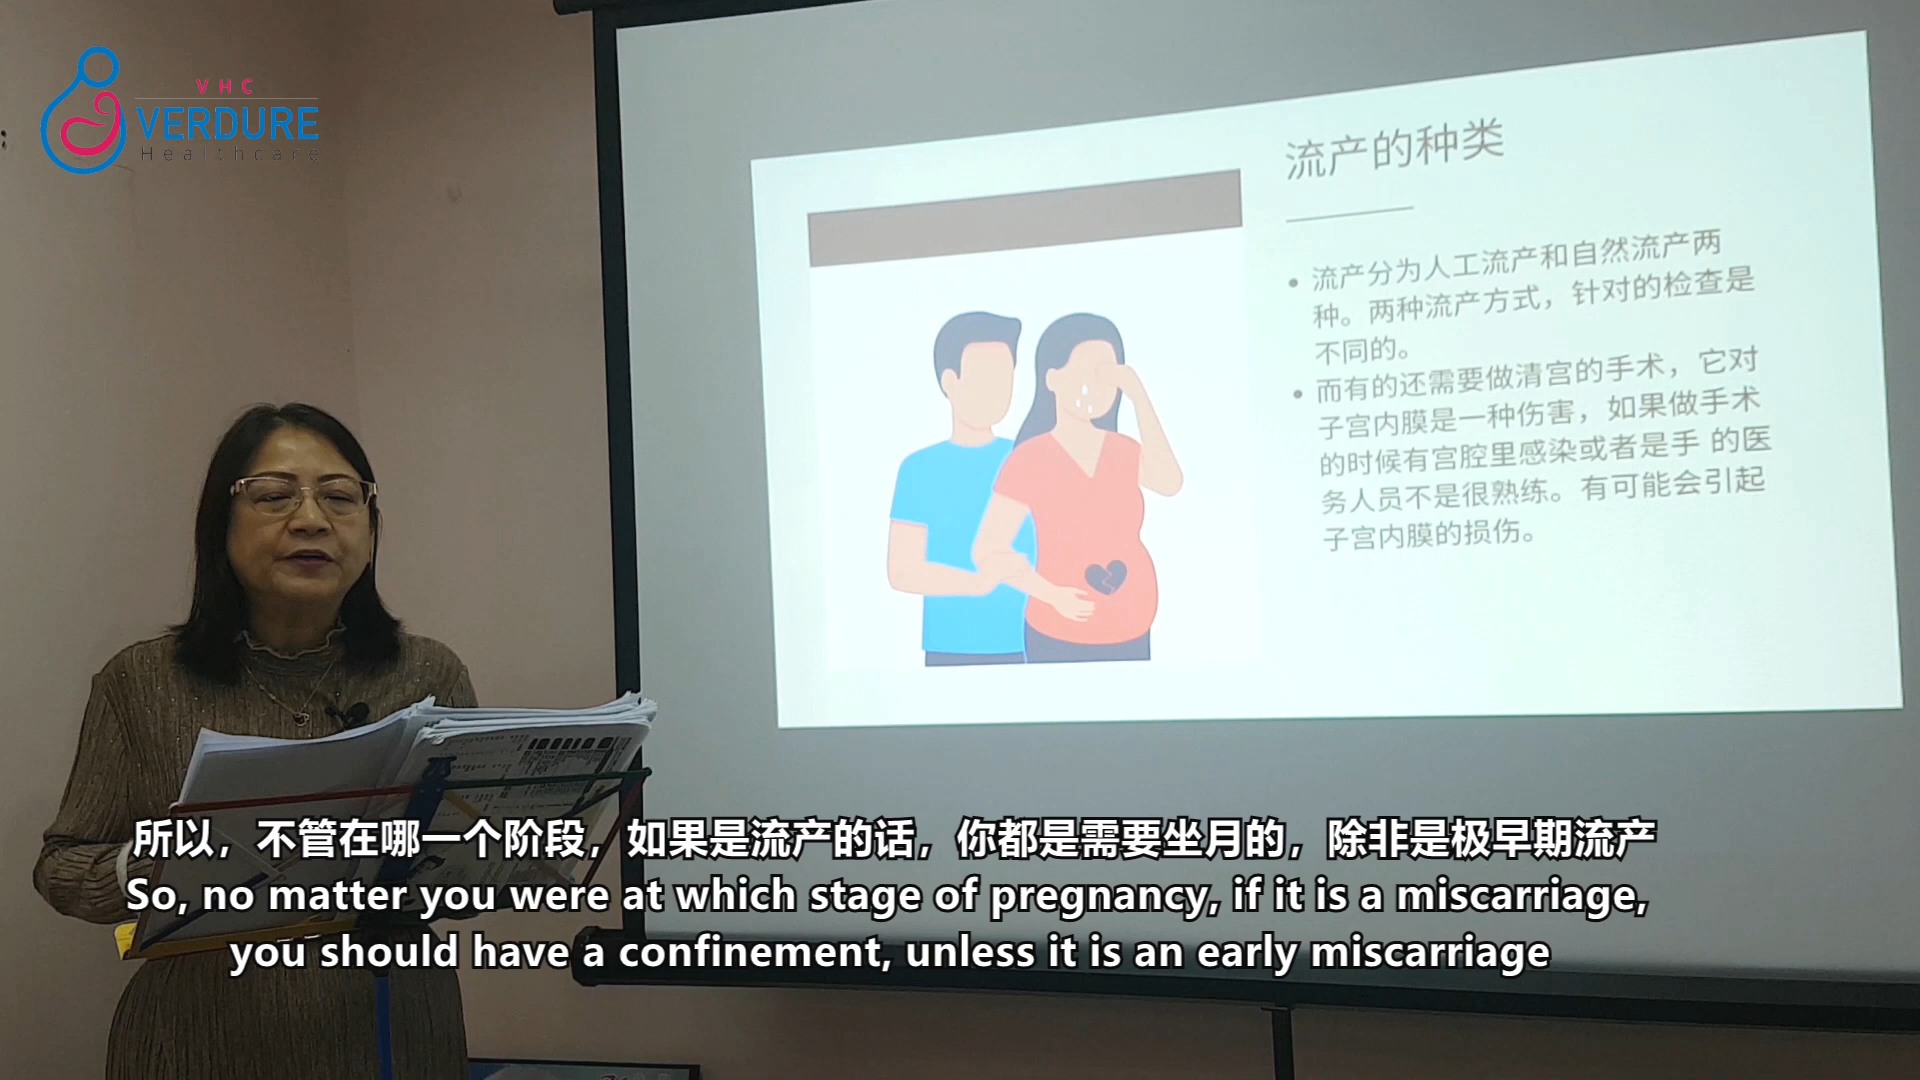 VHC
VERDURE
Healthcare
流产的种类
• 流产分为人工流产和自然流产两
种。两种流产方式，针对的检查是
不同的。
• 而有的还需要做清宫的手术，它对
子宫内膜是一种伤害，如果做手术
的时候有宫腔里感染或者是手 的医
务人员不是很熟练。有可能会引起
子宫内膜的损伤。
所以，不管在哪一个阶段，如果是流产的话，你都是需要坐月的，除非是极早期流产
So, no matter you were at which stage of pregnancy, if it is a miscarriage,
you should have a confinement, unless it is an early miscarriage